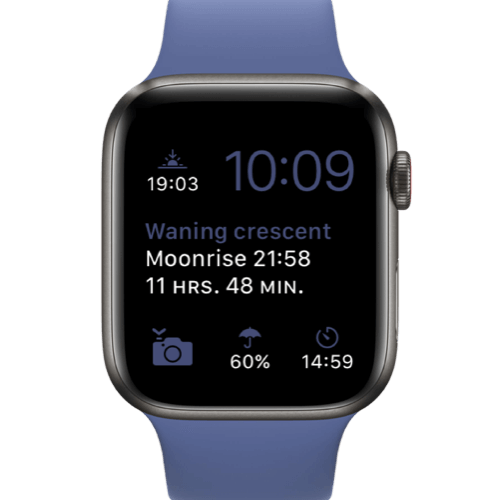 19:03
10:09
Waning crescent
Moonrise 21:58
11 HRS. 48 MIN.
60%
14:59